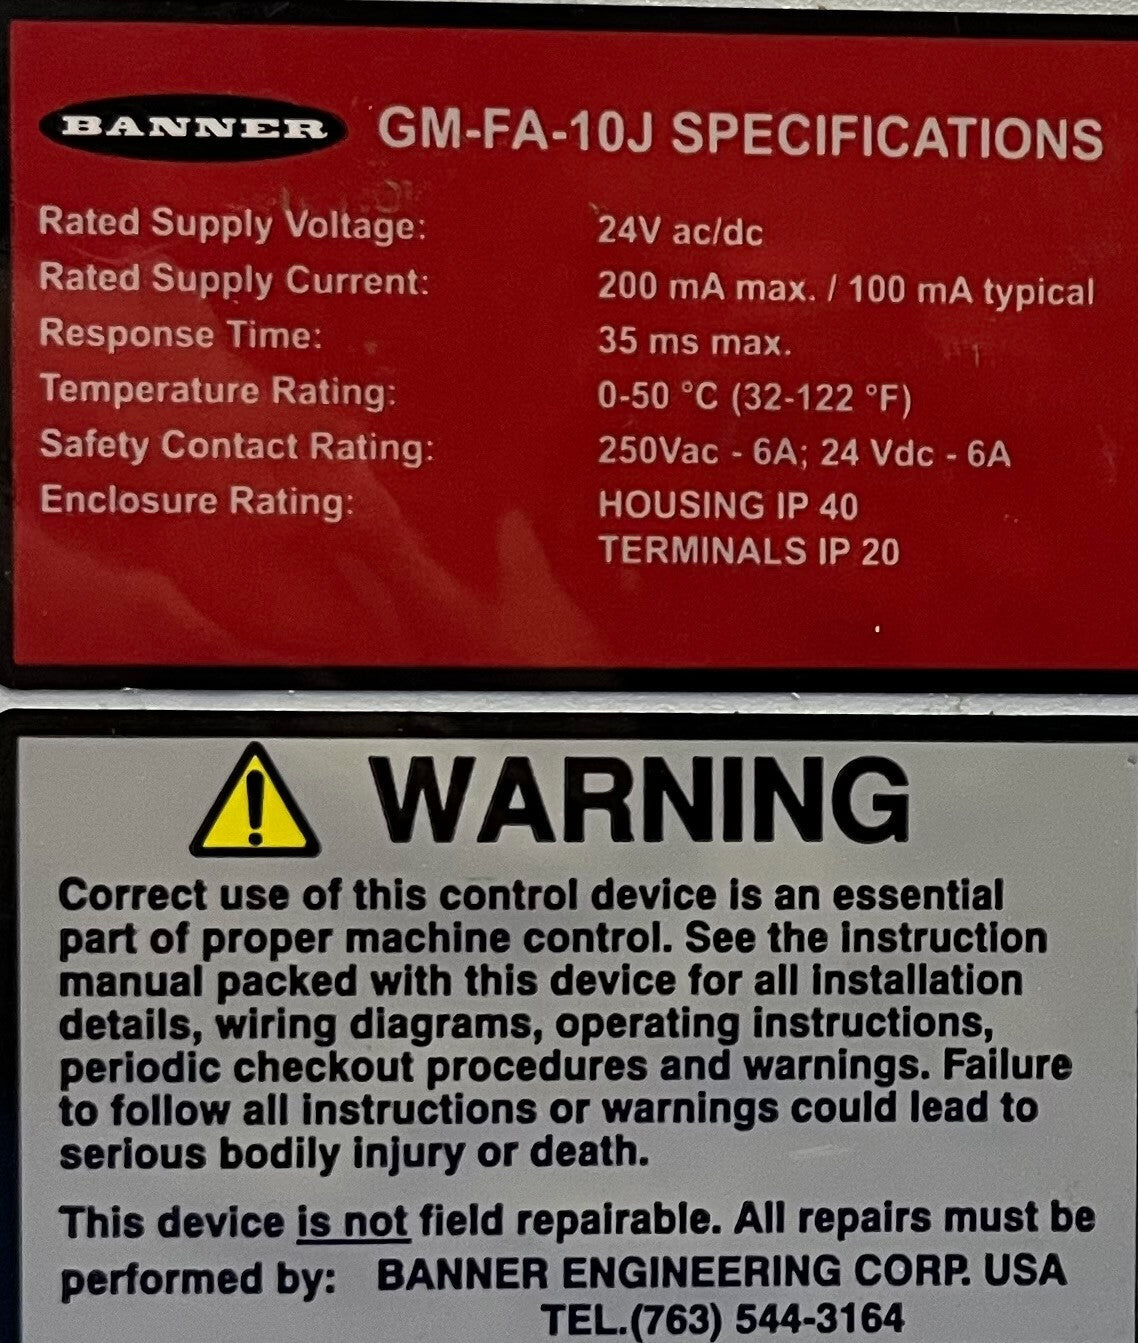 BANNER GM-FA-10J SPECIFICATIONS
Rated Supply Voltage: 24V ac/dc
Rated Supply Current: 200 mA max. / 100 mA typical
Response Time: 35 ms max.
Temperature Rating: 0-50 °C (32-122 °F)
Safety Contact Rating: 250Vac - 6A; 24 Vdc - 6A
Enclosure Rating: HOUSING IP 40
TERMINALS IP 20
WARNING
Correct use of this control device is an essential
part of proper machine control. See the instruction
manual packed with this device for all installation
details, wiring diagrams, operating instructions,
periodic checkout procedures and warnings. Failure
to follow all instructions or warnings could lead to
serious bodily injury or death.
This device is not field repairable. All repairs must be
performed by: BANNER ENGINEERING CORP. USA
TEL.(763) 544-3164